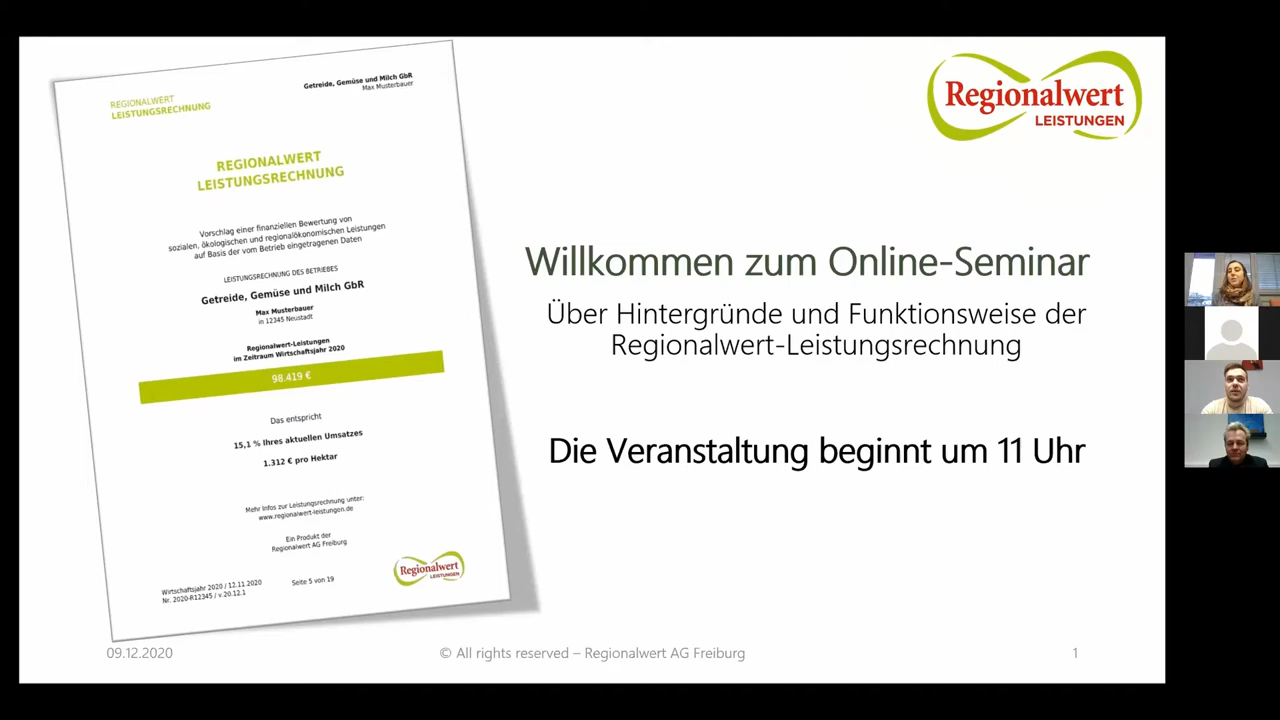 Getreide, Gemüse und Milch GbR
Max Musterbauer
REGIONALWERT
LEISTUNGSRECHNUNG
REGIONALWERT
LEISTUNGSRECHNUNG
Vorschlag einer finanziellen Bewertung von
sozialen, ökologischen und regionalökonomischen Leistungen
auf Basis der vom Betrieb eingetragenen Daten
LEISTUNGSRECHNUNG DES BETRIEBES
Getreide, Gemüse und Milch GbR
Max Musterbauer
in 12345 Neustadt
Regionalwert-Leistungen
im Zeitraum Wirtschaftsjahr 2020
98.419 €
Das entspricht
15,1 % Ihres aktuellen Umsatzes
1.312 € pro Hektar
Mehr Infos zur Leistungsrechnung unter:
www.regionalwert-leistungen.de
Ein Produkt der
Regionalwert AG Freiburg
Wirtschaftsjahr 2020 / 12.11.2020
Nr. 2020-R12345 / v.20.12.1
Seite 5 von 19
Regionalwert
LEISTUNGEN
Regionalwert
LEISTUNGEN
Willkommen zum Online-Seminar
Über Hintergründe und Funktionsweise der
Regionalwert-Leistungsrechnung
Die Veranstaltung beginnt um 11 Uhr
09.12.2020
© All rights reserved – Regionalwert AG Freiburg
1